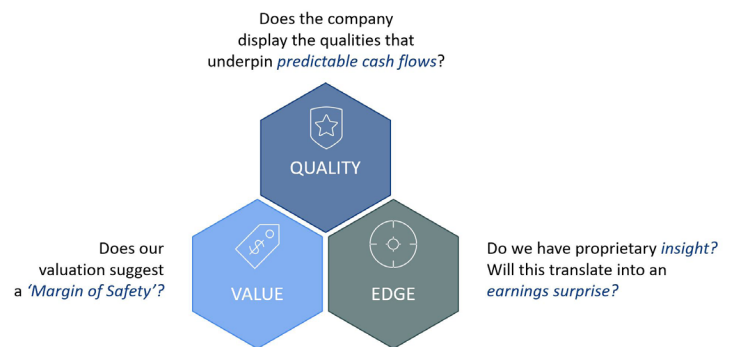 Does the company
display the qualities that
underpin predictable cash flows?
QUALITY
Does our
valuation suggest
a ‘Margin of Safety’?
VALUE
EDGE
Do we have proprietary insight?
Will this translate into an
earnings surprise?